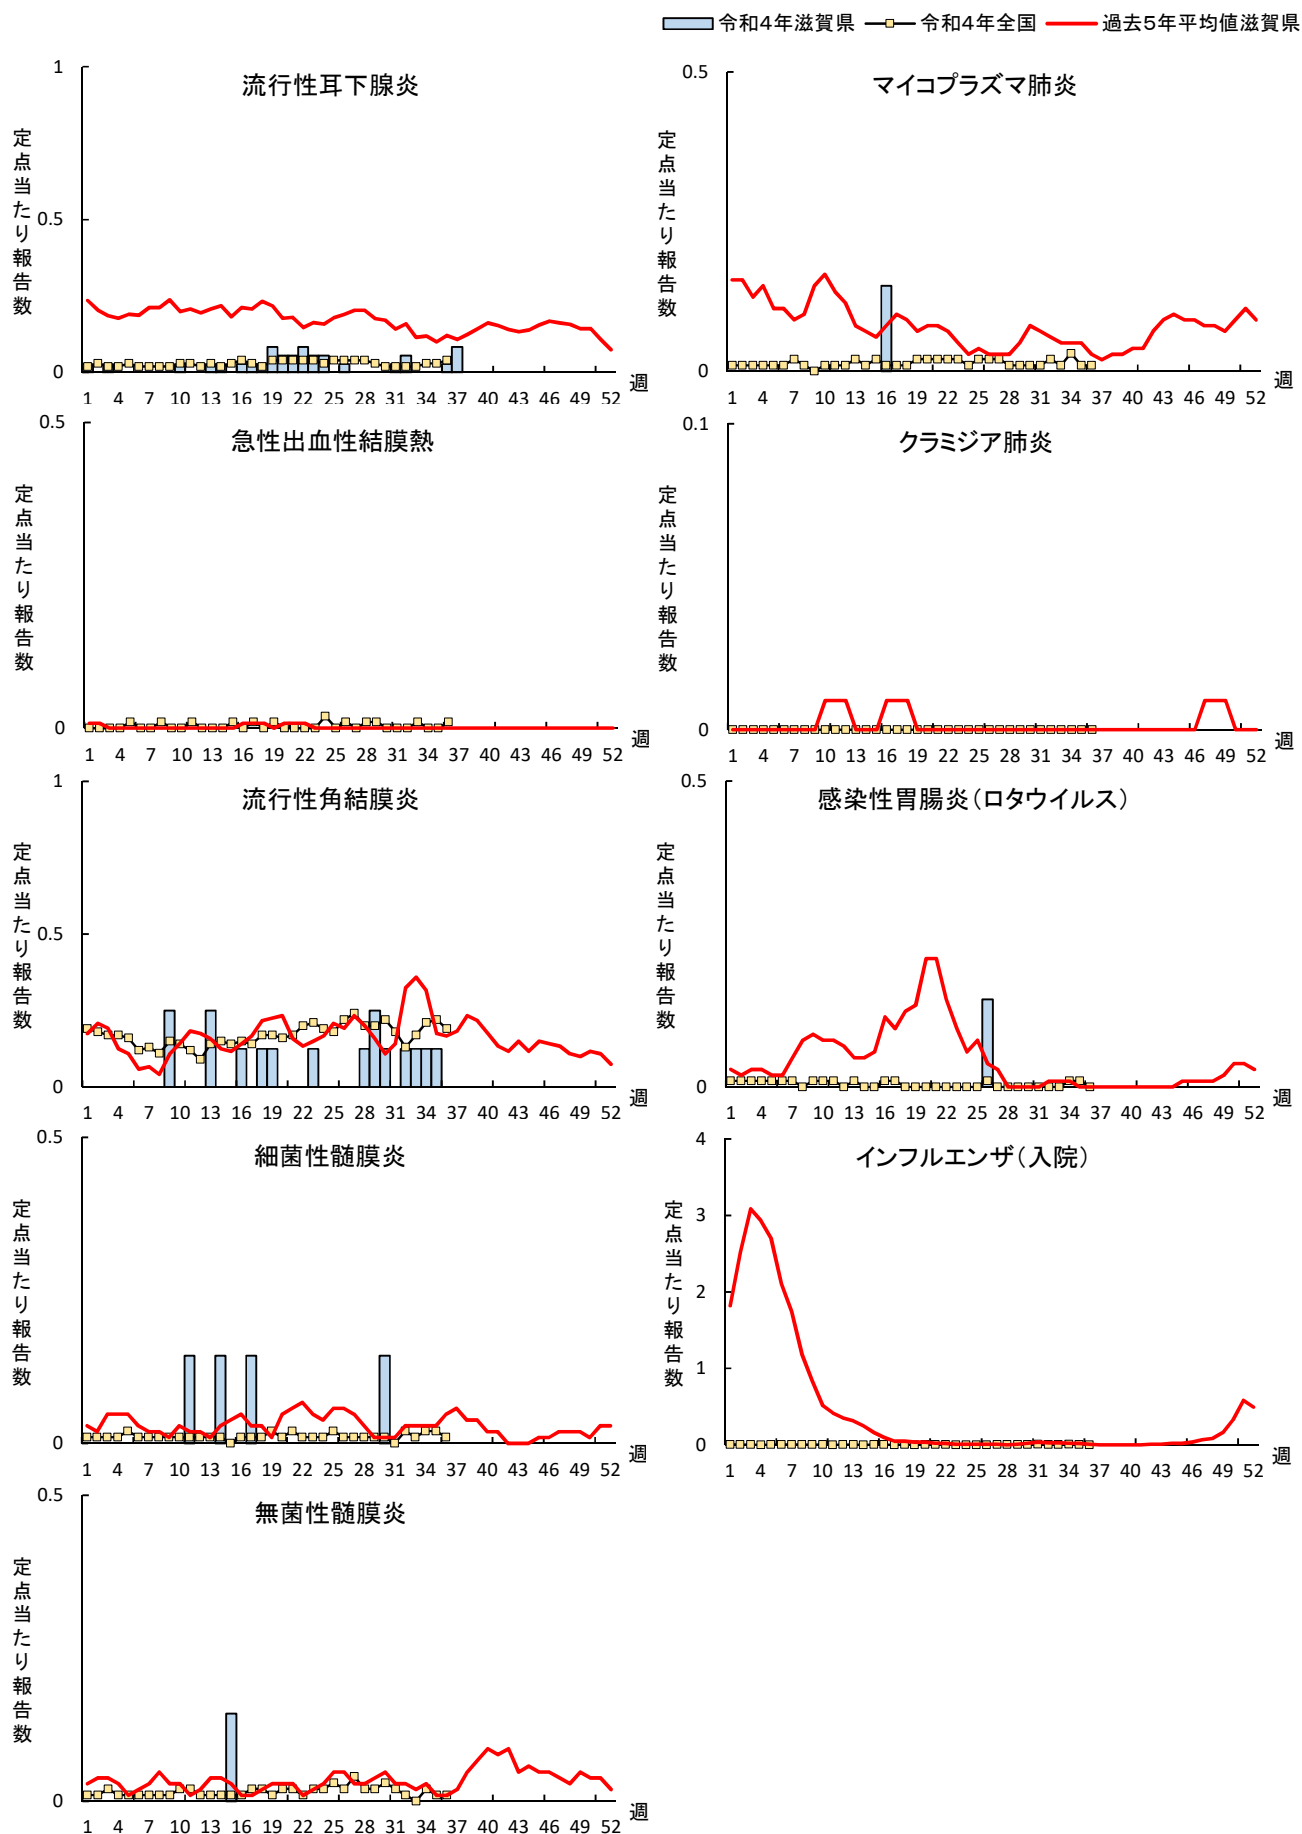 令和4年滋賀県 令和4年全国 過去5年平均値滋賀県
流行性耳下腺炎
定点当たり報告数
1
0.5
0
1 4 7 10 13 16 19 22 25 28 31 34 37 40 43 46 49 52
週
マイコプラズマ肺炎
定点当たり報告数
0.5
0
1 4 7 10 13 16 19 22 25 28 31 34 37 40 43 46 49 52
週
急性出血性結膜熱
定点当たり報告数
0.5
0
1 4 7 10 13 16 19 22 25 28 31 34 37 40 43 46 49 52
週
クラミジア肺炎
定点当たり報告数
0.1
0
1 4 7 10 13 16 19 22 25 28 31 34 37 40 43 46 49 52
週
流行性角結膜炎
定点当たり報告数
1
0.5
0
1 4 7 10 13 16 19 22 25 28 31 34 37 40 43 46 49 52
週
感染性胃腸炎(ロタウイルス)
定点当たり報告数
0.5
0
1 4 7 10 13 16 19 22 25 28 31 34 37 40 43 46 49 52
週
細菌性髄膜炎
定点当たり報告数
0.5
0
1 4 7 10 13 16 19 22 25 28 31 34 37 40 43 46 49 52
週
インフルエンザ(入院)
定点当たり報告数
4
3
2
1
0
1 4 7 10 13 16 19 22 25 28 31 34 37 40 43 46 49 52
週
無菌性髄膜炎
定点当たり報告数
0.5
0
1 4 7 10 13 16 19 22 25 28 31 34 37 40 43 46 49 52
週